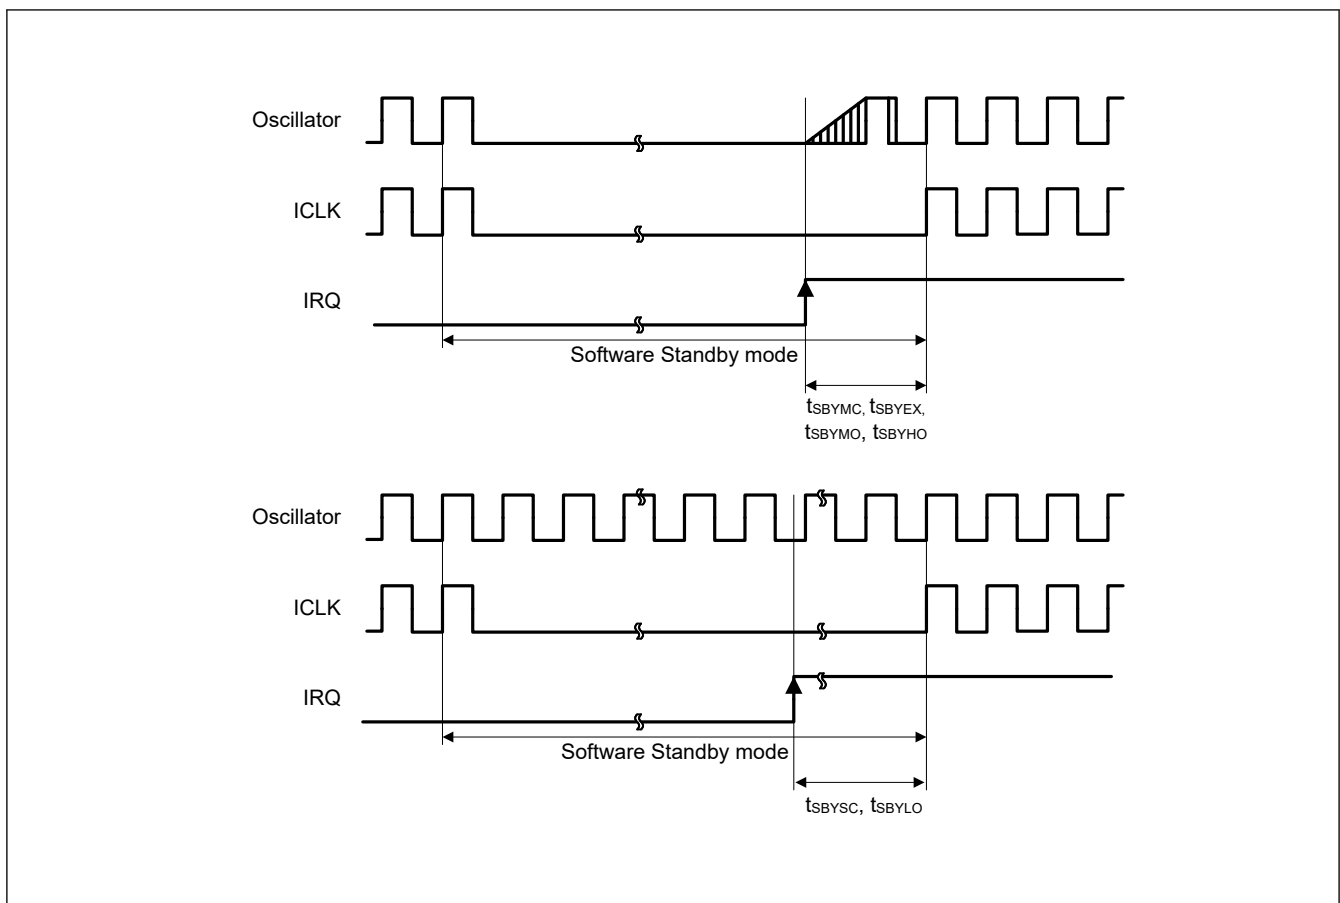 Oscillator
ICLK
IRQ
Software Standby mode
tSBYMC, tSBYEX,
tSBYMO, tSBYHO
Oscillator
ICLK
IRQ
Software Standby mode
tSBYSC, tSBYLO